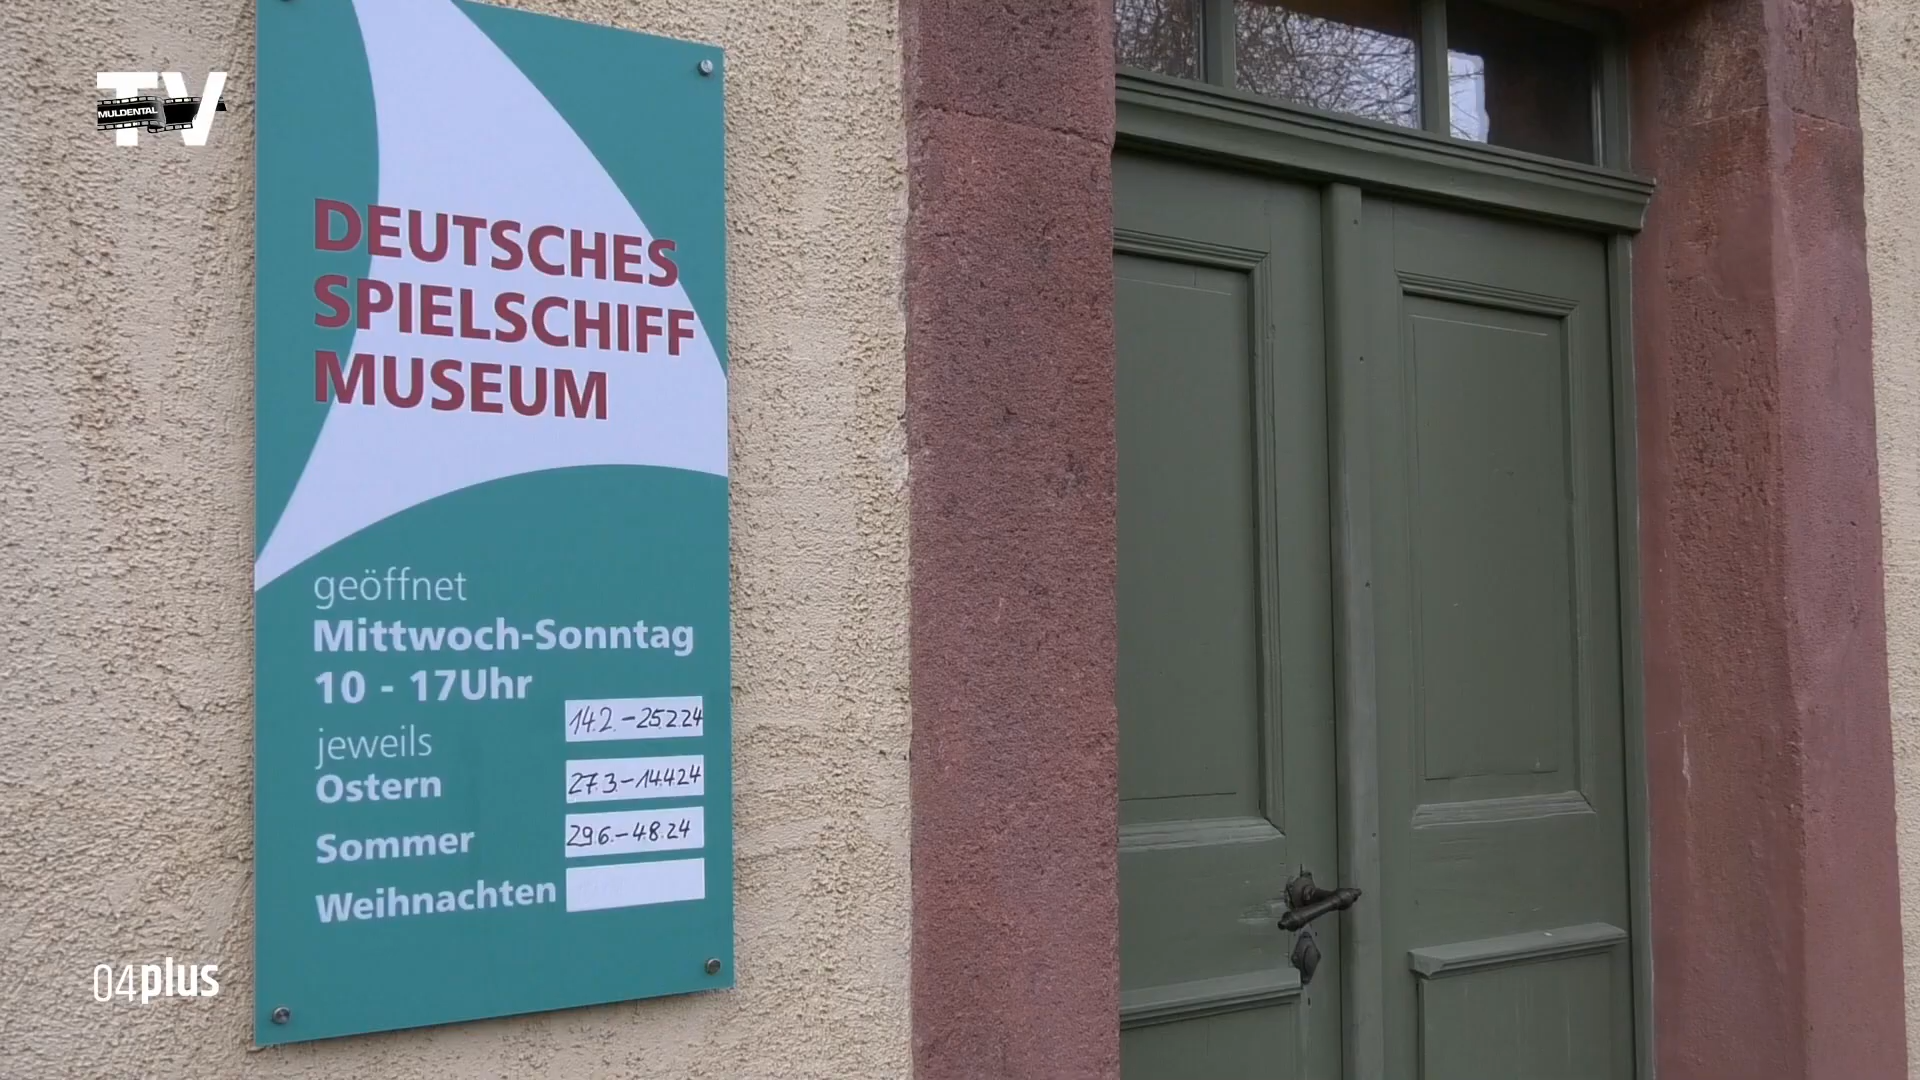 TV
MULDENTAL
DEUTSCHES
SPIELSCHIFF
MUSEUM
geöffnet
Mittwoch-Sonntag
10 - 17Uhr
14.2.-25.2.24
jeweils
Ostern 27.3.-14.4.24
Sommer 29.6.-4.8.24
Weihnachten
04plus